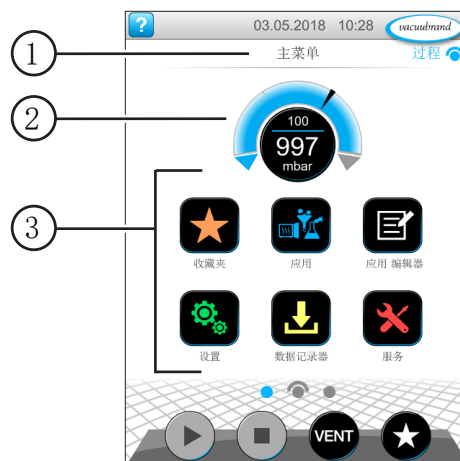 ?
03.05.2018 10:28 vacuubrand
① 主菜单 过程
②
100
997
mbar
③
收藏夹 应用 应用 编辑器
设置 数据记录器 服务
VENT